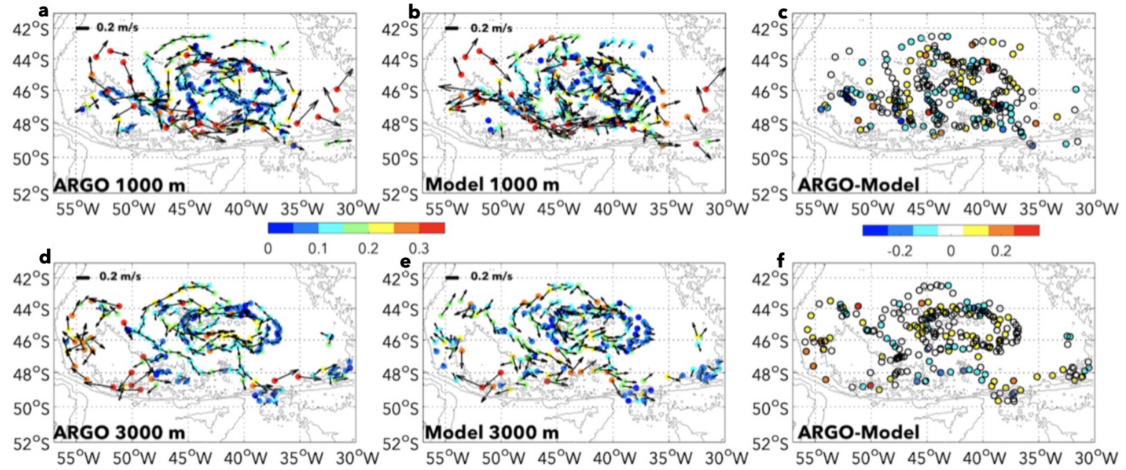 a
0.2 m/s
42°S
44°S
46°S
48°S
50°S
52°S
ARGO 1000 m
55°W 50°W 45°W 40°W 35°W 30°W
b
0.2 m/s
42°S
44°S
46°S
48°S
50°S
52°S
Model 1000 m
55°W 50°W 45°W 40°W 35°W 30°W
c
42°S
44°S
46°S
48°S
50°S
52°S
ARGO-Model
55°W 50°W 45°W 40°W 35°W 30°W
0 0.1 0.2 0.3
-0.2 0 0.2
d
0.2 m/s
42°S
44°S
46°S
48°S
50°S
52°S
ARGO 3000 m
55°W 50°W 45°W 40°W 35°W 30°W
e
0.2 m/s
42°S
44°S
46°S
48°S
50°S
52°S
Model 3000 m
55°W 50°W 45°W 40°W 35°W 30°W
f
42°S
44°S
46°S
48°S
50°S
52°S
ARGO-Model
55°W 50°W 45°W 40°W 35°W 30°W